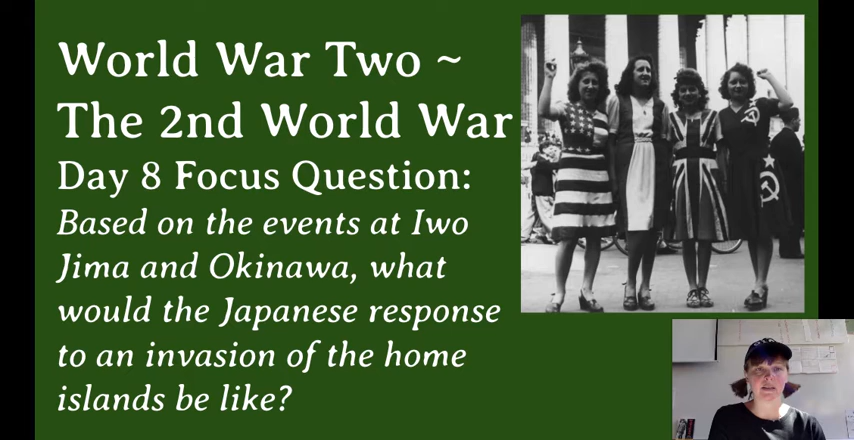 World War Two ~
The 2nd World War
Day 8 Focus Question:
Based on the events at Iwo
Jima and Okinawa, what
would the Japanese response
to an invasion of the home
islands be like?